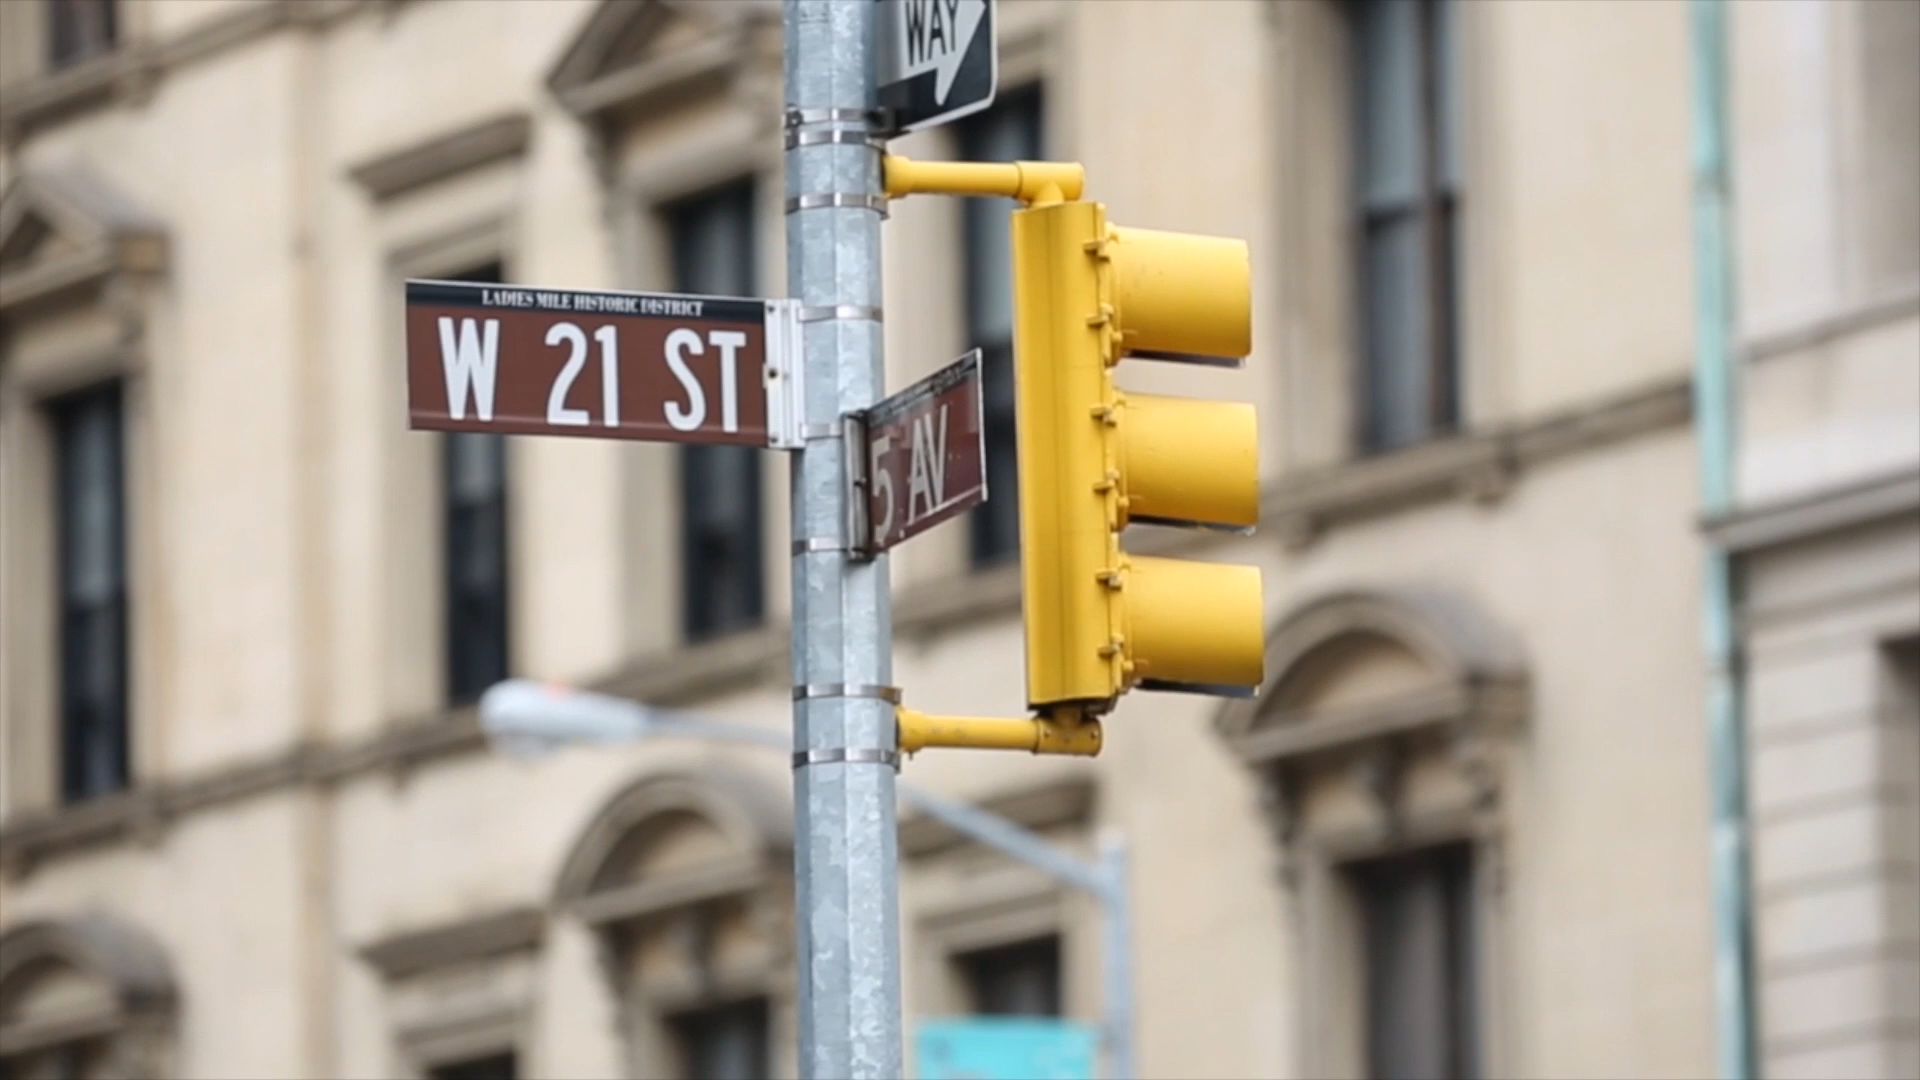 WAY
LADIES MILE HISTORIC DISTRICT
W 21 ST
5 AV